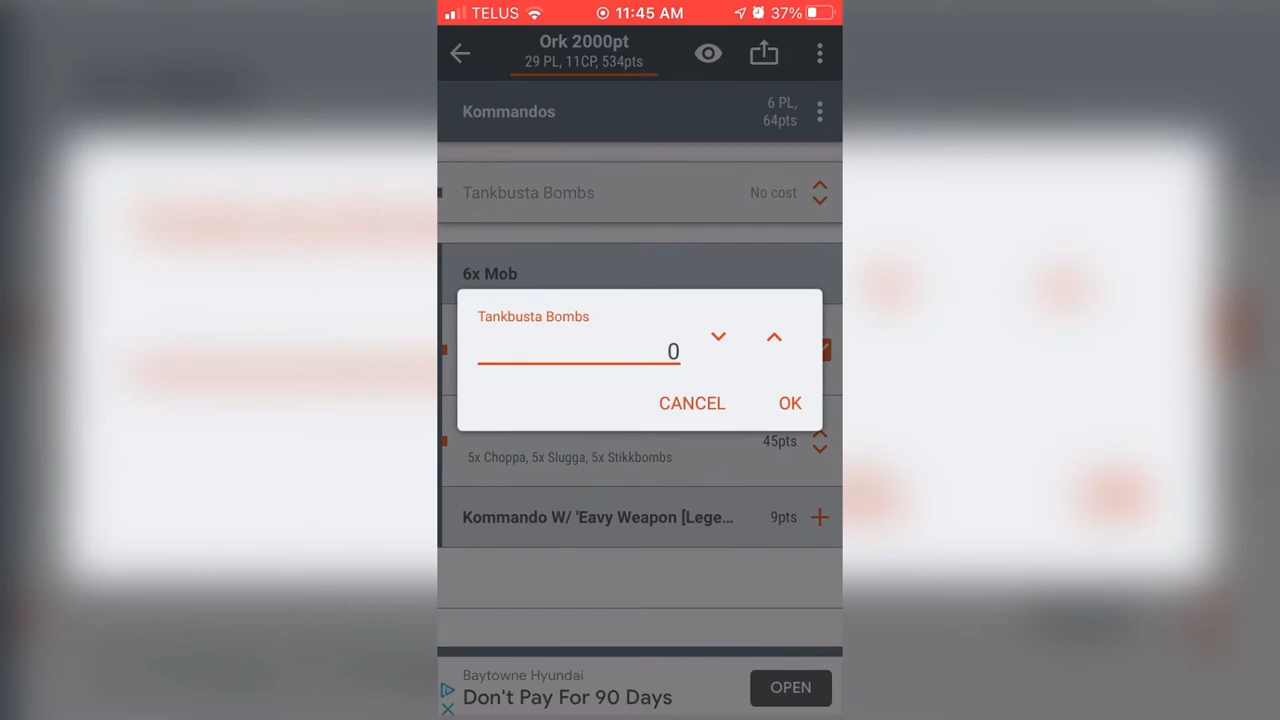 TELUS 11:45 AM 37%
Ork 2000pt
29 PL, 11CP, 534pts
Kommandos 6 PL, 64pts
Tankbusta Bombs No cost
6x Mob
Tankbusta Bombs
0
CANCEL OK
45pts
5x Choppa, 5x Slugga, 5x Stikkbombs
Kommando W/ 'Eavy Weapon [Lege... 9pts
Baytowne Hyundai
Don't Pay For 90 Days
OPEN